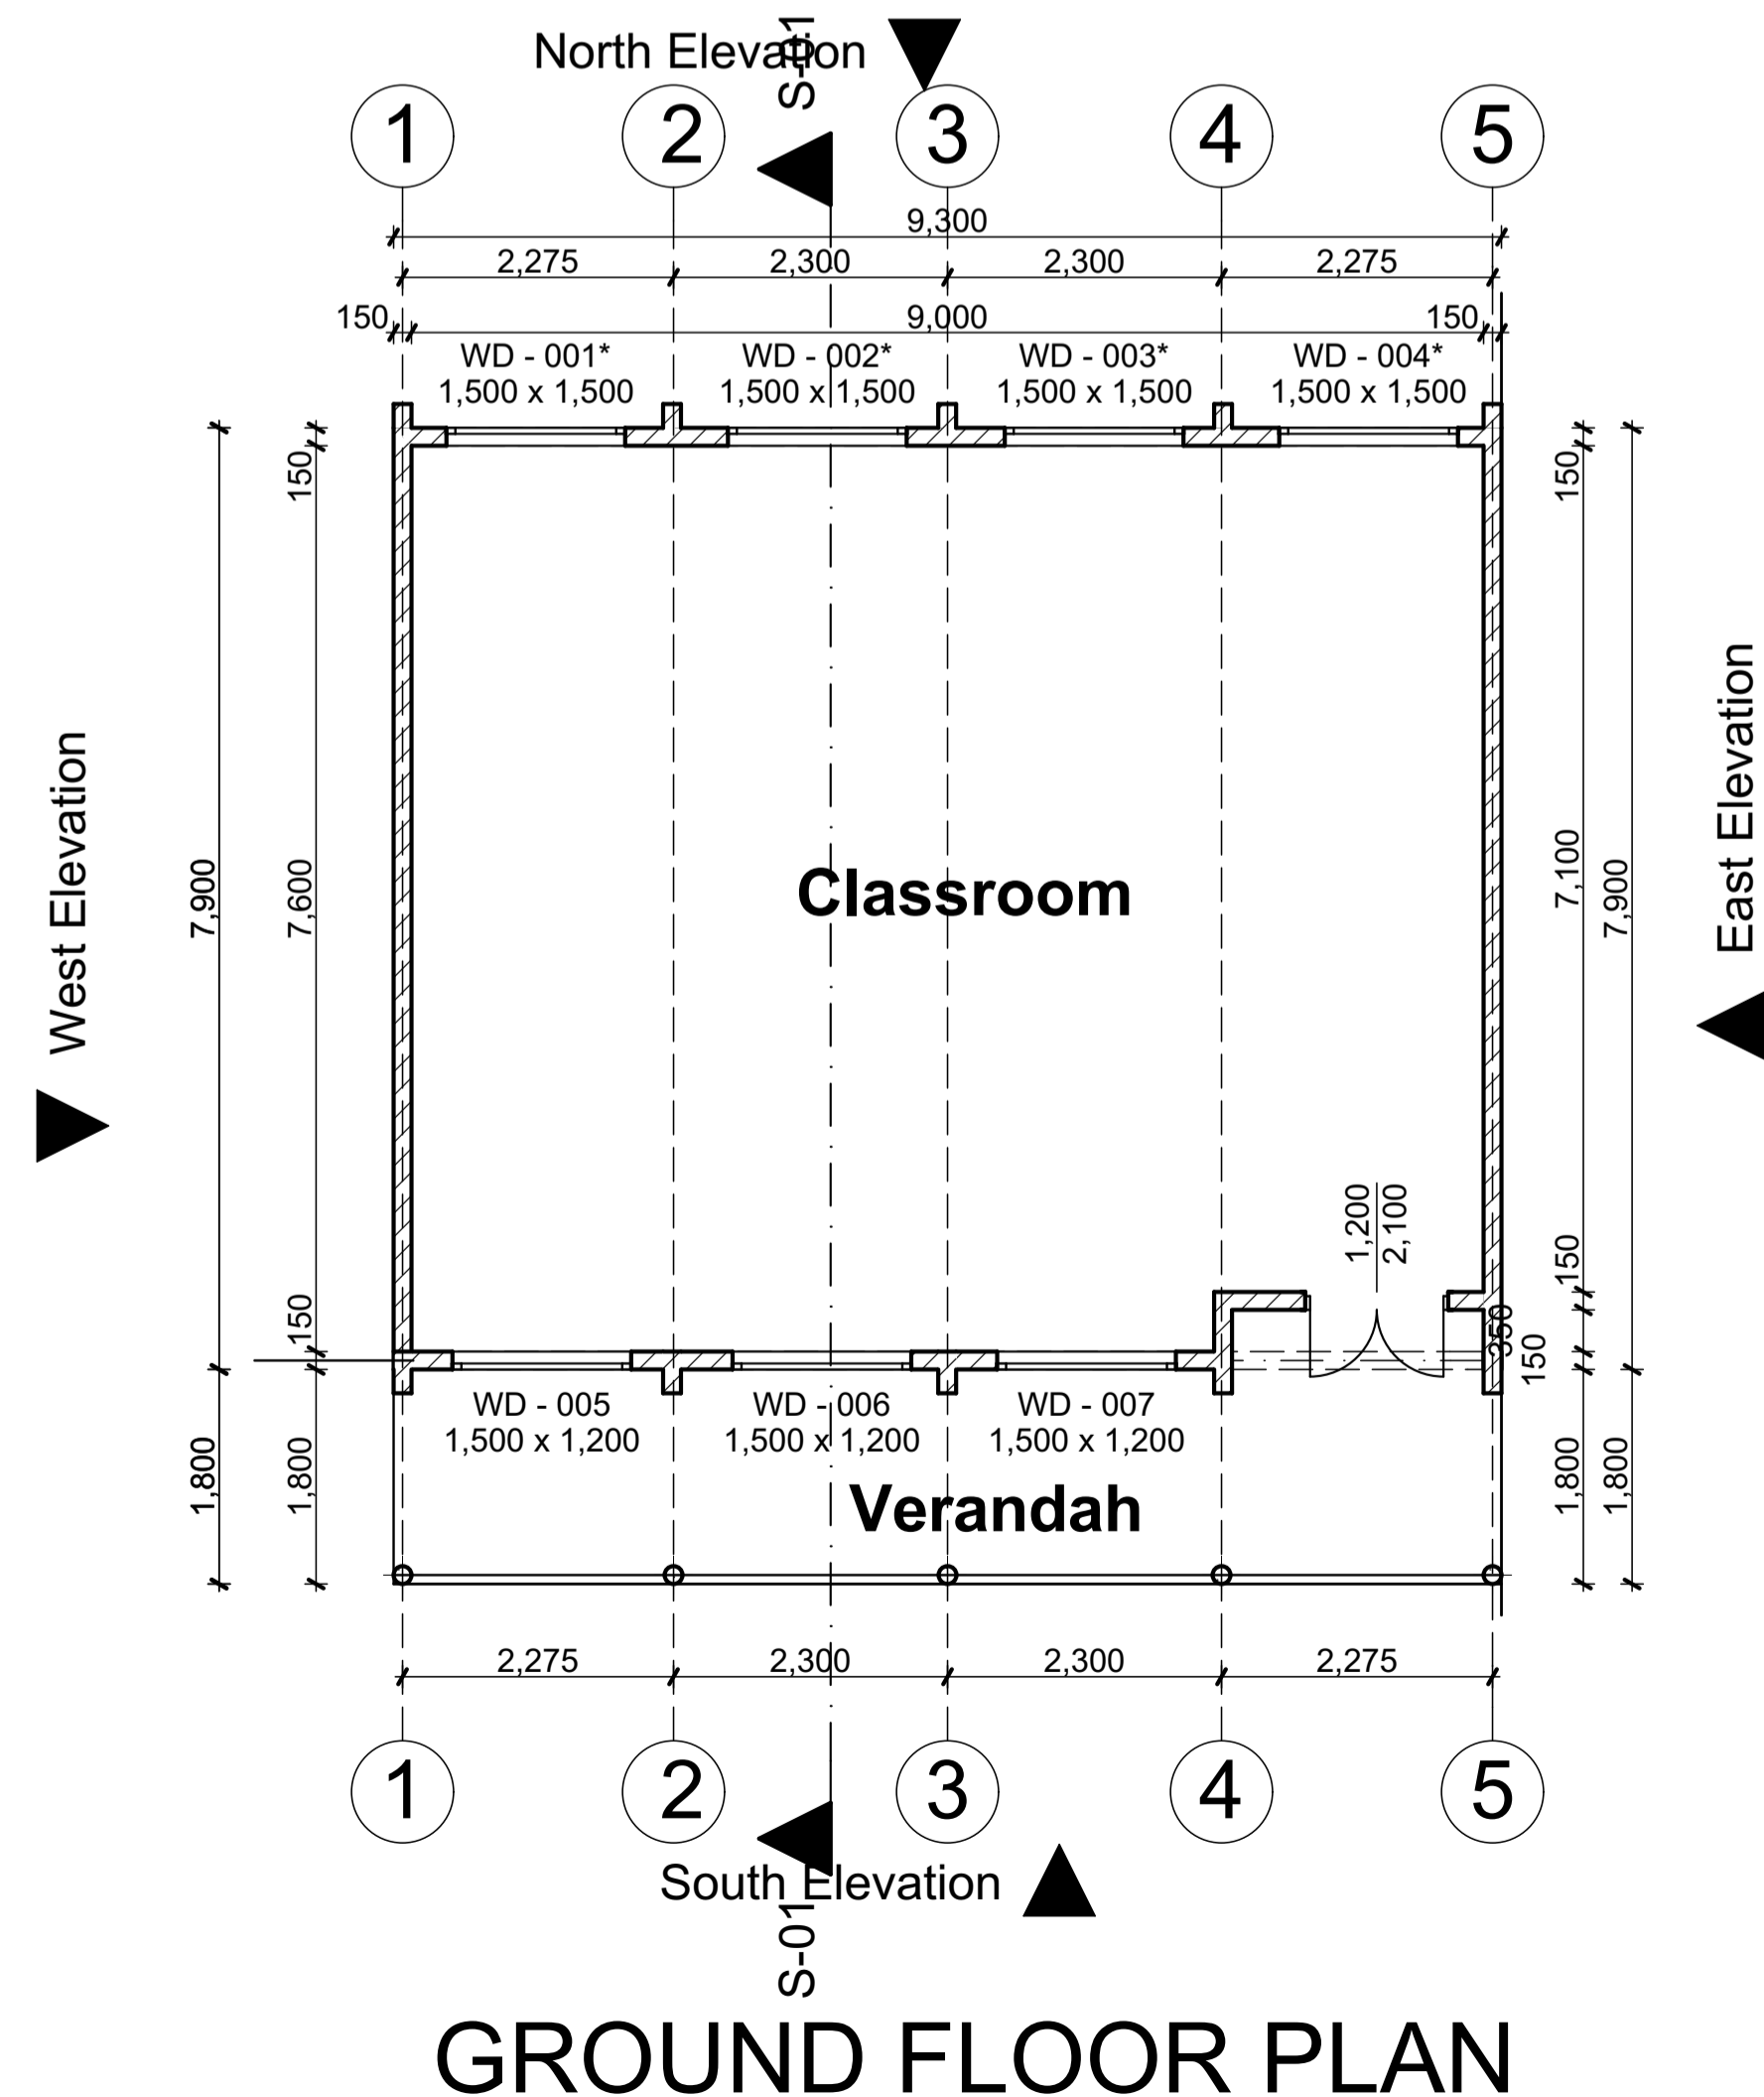 North Elevation
S-01
1 2 3 4 5
9,300
2,275 2,300 2,300 2,275
150 9,000 150
WD - 001* WD - 002* WD - 003* WD - 004*
1,500 x 1,500 1,500 x 1,500 1,500 x 1,500 1,500 x 1,500
150 150
West Elevation
East Elevation
7,900 7,600 7,100 7,900
Classroom
1,200
2,100
150 150
350
150
WD - 005 WD - 006 WD - 007
1,500 x 1,200 1,500 x 1,200 1,500 x 1,200
1,800 1,800 1,800 1,800
Verandah
2,275 2,300 2,300 2,275
1 2 3 4 5
South Elevation
S-01
GROUND FLOOR PLAN